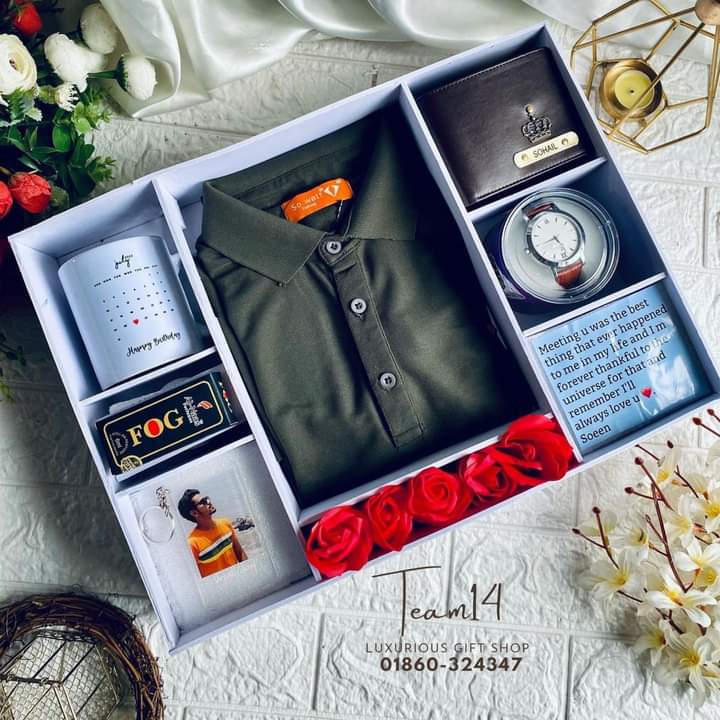 SOHAIL
So wait
july
Happy Birthday
FOG
Meeting u was the best
thing that ever happened
to me in my life and I'm
forever thankful to the
universe for that and
remember I'll
always love u
Soeen
Team14
LUXURIOUS GIFT SHOP
01860-324347